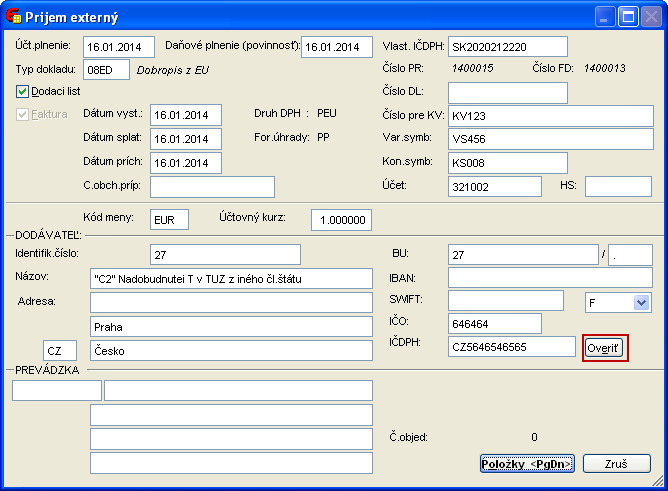 Prijem externý
Účt.plnenie: 16.01.2014 Daňové plnenie (povinnosť): 16.01.2014 Vlast. IČDPH: SK2020212220
Typ dokladu: 08ED Dobropis z EU Číslo PR: 1400015 Číslo FD: 1400013
Dodaci list Číslo DL:
Faktura Dátum vyst.: 16.01.2014 Druh DPH : PEU Číslo pre KV: KV123
Dátum splat: 16.01.2014 For.úhrady: PP Var.symb: VS456
Dátum prích: 16.01.2014 Kon.symb: KS008
C.obch.príp: Účet: 321002 HS:
Kód meny: EUR Účtovný kurz: 1.000000
DODÁVATEĽ:
Identifik.číslo: 27 BU: 27 / .
Názov: "C2" Nadobudnutei T v TUZ z iného čl.štátu IBAN:
Adresa: SWIFT: F
Praha IČO: 646464
CZ Česko IČDPH: CZ5646546565 Overiť
PREVÁDZKA
Č.objed: 0
Položky <PgDn> Zruš